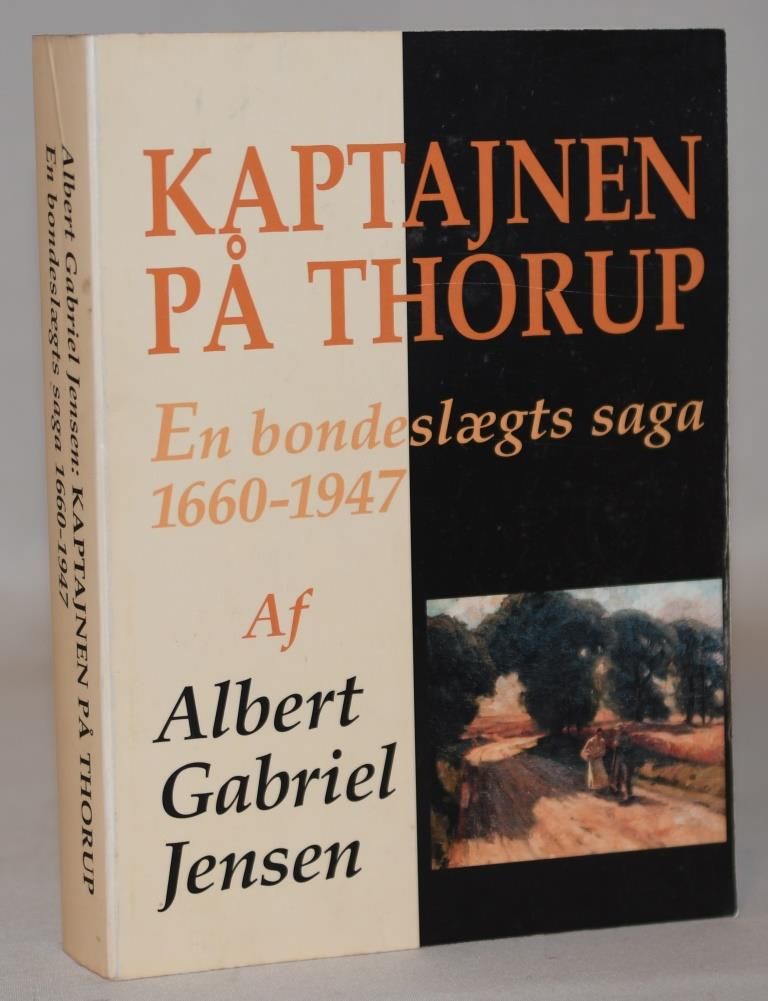 KAPTAJNEN
PÅ THORUP
En bondeslægts saga
1660-1947
Af
Albert
Gabriel
Jensen
Albert Gabriel Jensen: KAPTAJNEN PÅ THORUP
En bondeslægts saga 1660-1947